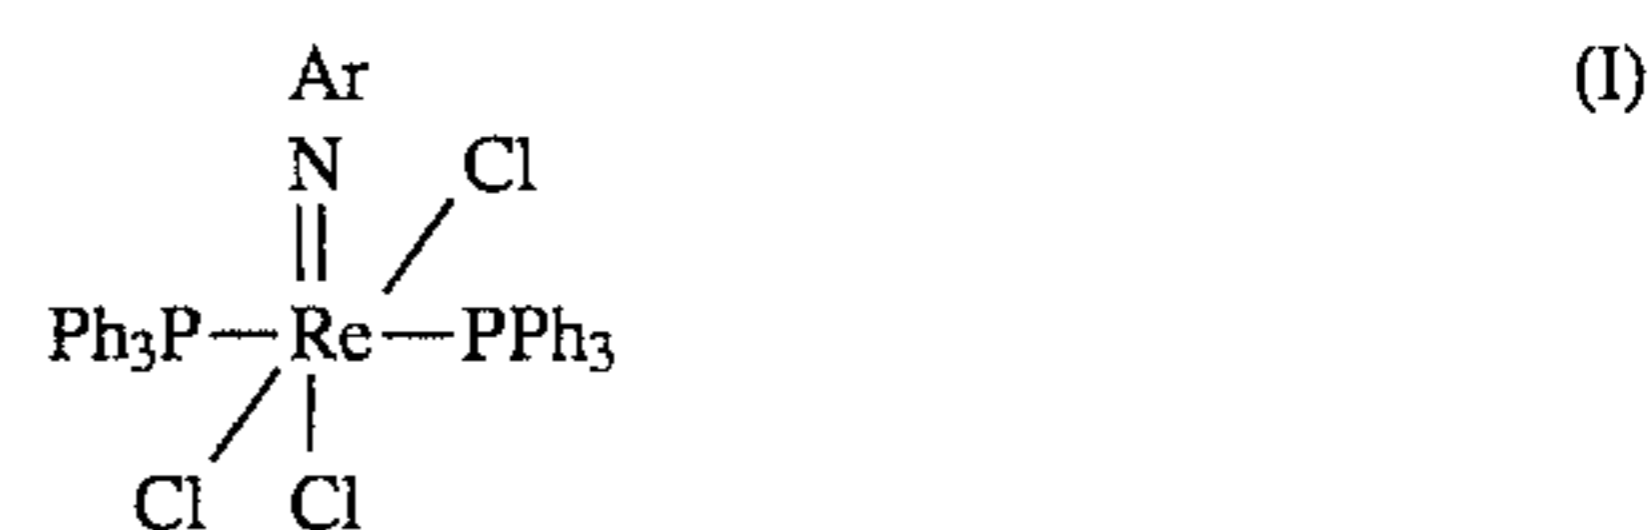 Ar (I)
N Cl
Ph3P Re PPh3
Cl Cl